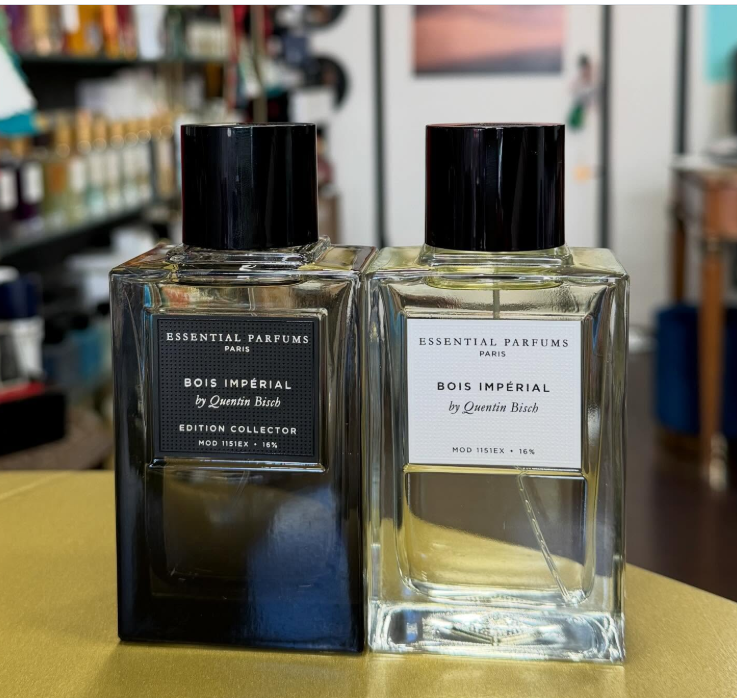 ESSENTIAL PARFUMS
PARIS
BOIS IMPÉRIAL
by Quentin Bisch
EDITION COLLECTOR
MOD 1151EX • 16%
ESSENTIAL PARFUMS
PARIS
BOIS IMPÉRIAL
by Quentin Bisch
MOD 1151EX • 16%